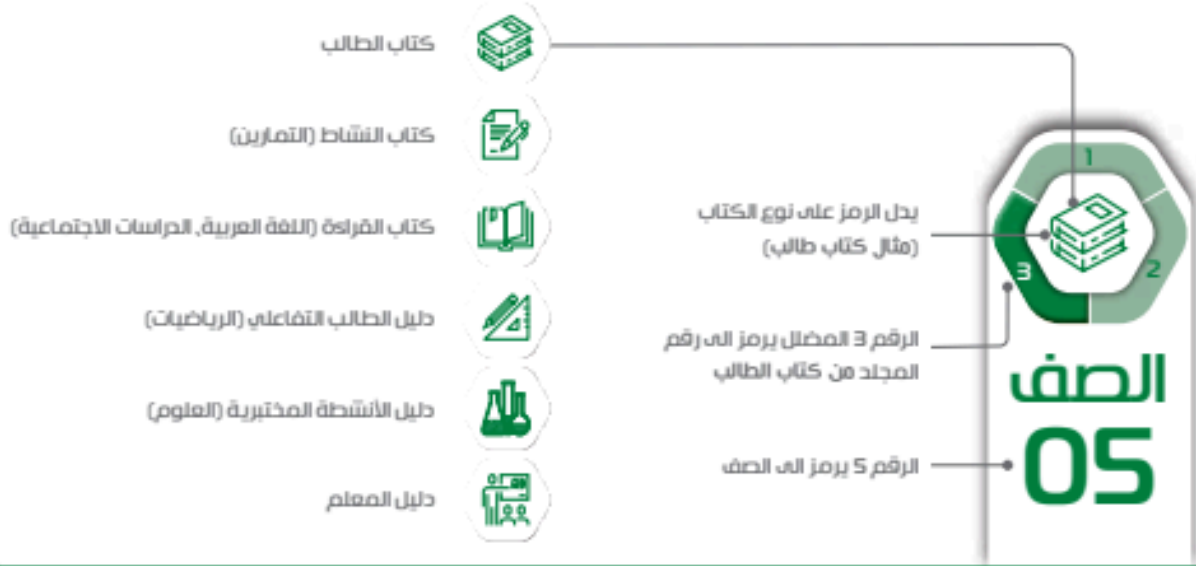 1
2
3
الصف
05
يدل الرمز على نوع الكتاب
(مثال كتاب طالب)
الرقم 3 المضلل يرمز الى رقم
المجلد من كتاب الطالب
الرقم 5 يرمز الى الصف
كتاب الطالب
كتاب النشاط (التمارين)
كتاب القراءة (اللغة العربية, الدراسات الاجتماعية)
دليل الطالب التفاعلي (الرياضيات)
دليل الأنشطة المختبرية (العلوم)
دليل المعلم